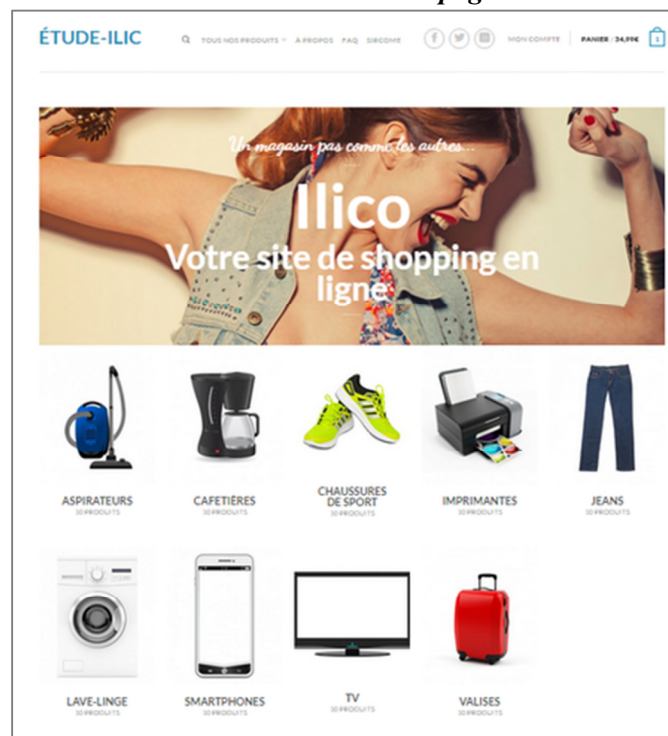 ÉTUDE-ILIC
TOUS NOS PRODUITS À PROPOS FAQ SIRCOME
MON COMPTE PANIER / 34,99€ 1
Un magasin pas comme les autres...
Ilico
Votre site de shopping en
ligne
ASPIRATEURS CAFETIÈRES CHAUSSURES DE SPORT IMPRIMANTES JEANS
10 PRODUITS 10 PRODUITS 10 PRODUITS 10 PRODUITS 10 PRODUITS
LAVE-LINGE SMARTPHONES TV VALISES
10 PRODUITS 10 PRODUITS 10 PRODUITS 10 PRODUITS